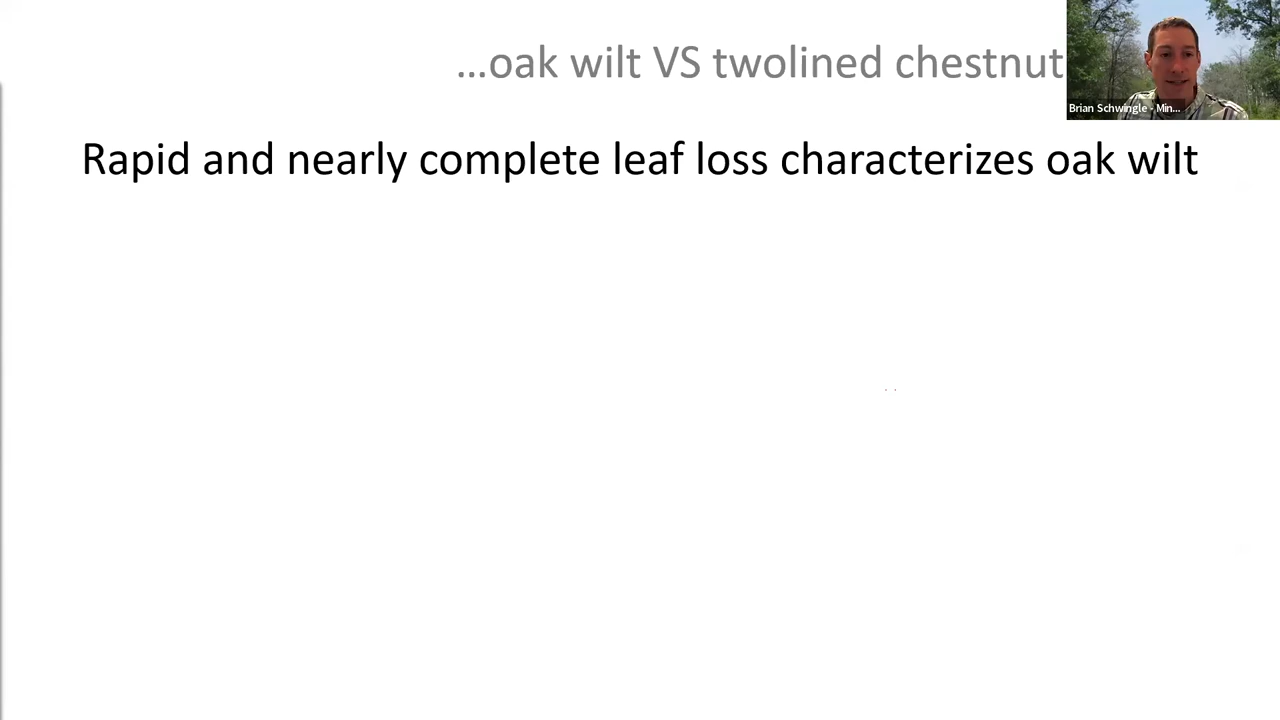 ...oak wilt VS twolined chestnut
Brian Schwingle - Min...
Rapid and nearly complete leaf loss characterizes oak wilt